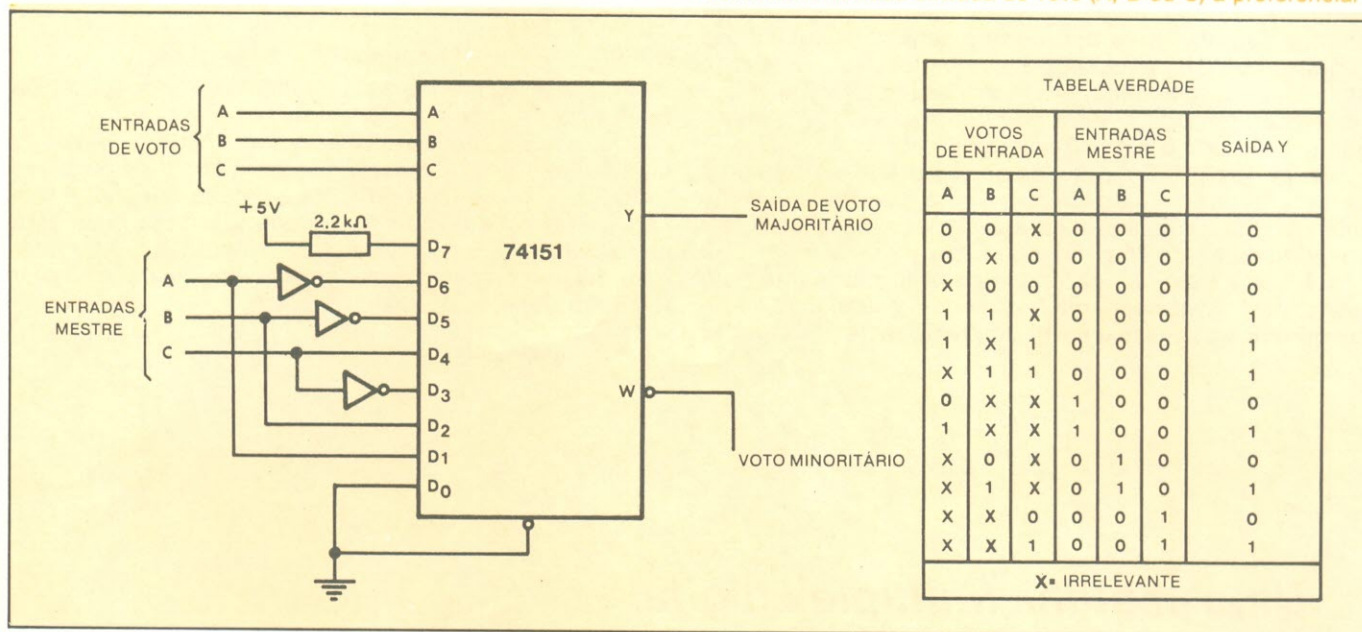 a preferencial
ENTRADAS
DE VOTO
A
B
C
+5V
2,2kΩ
ENTRADAS
MESTRE
A
B
C
A
B
C
D7
D6
D5
D4
D3
D2
D1
D0
74151
Y
W
SAÍDA DE VOTO
MAJORITÁRIO
VOTO MINORITÁRIO
TABELA VERDADE
VOTOS
DE ENTRADA
ENTRADAS
MESTRE
SAÍDA Y
A B C A B C
0 0 X 0 0 0 0
0 X 0 0 0 0 0
X 0 0 0 0 0 0
1 1 X 0 0 0 1
1 X 1 0 0 0 1
X 1 1 0 0 0 1
0 X X 1 0 0 0
1 X X 1 0 0 1
X 0 X 0 1 0 0
X 1 X 0 1 0 1
X X 0 0 0 1 0
X X 1 0 0 1 1
X = IRRELEVANTE